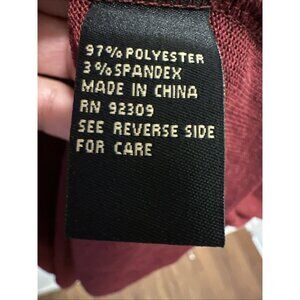 97% POLYESTER
3% SPANDEX
MADE IN CHINA
RN 92309
SEE REVERSE SIDE
FOR CARE